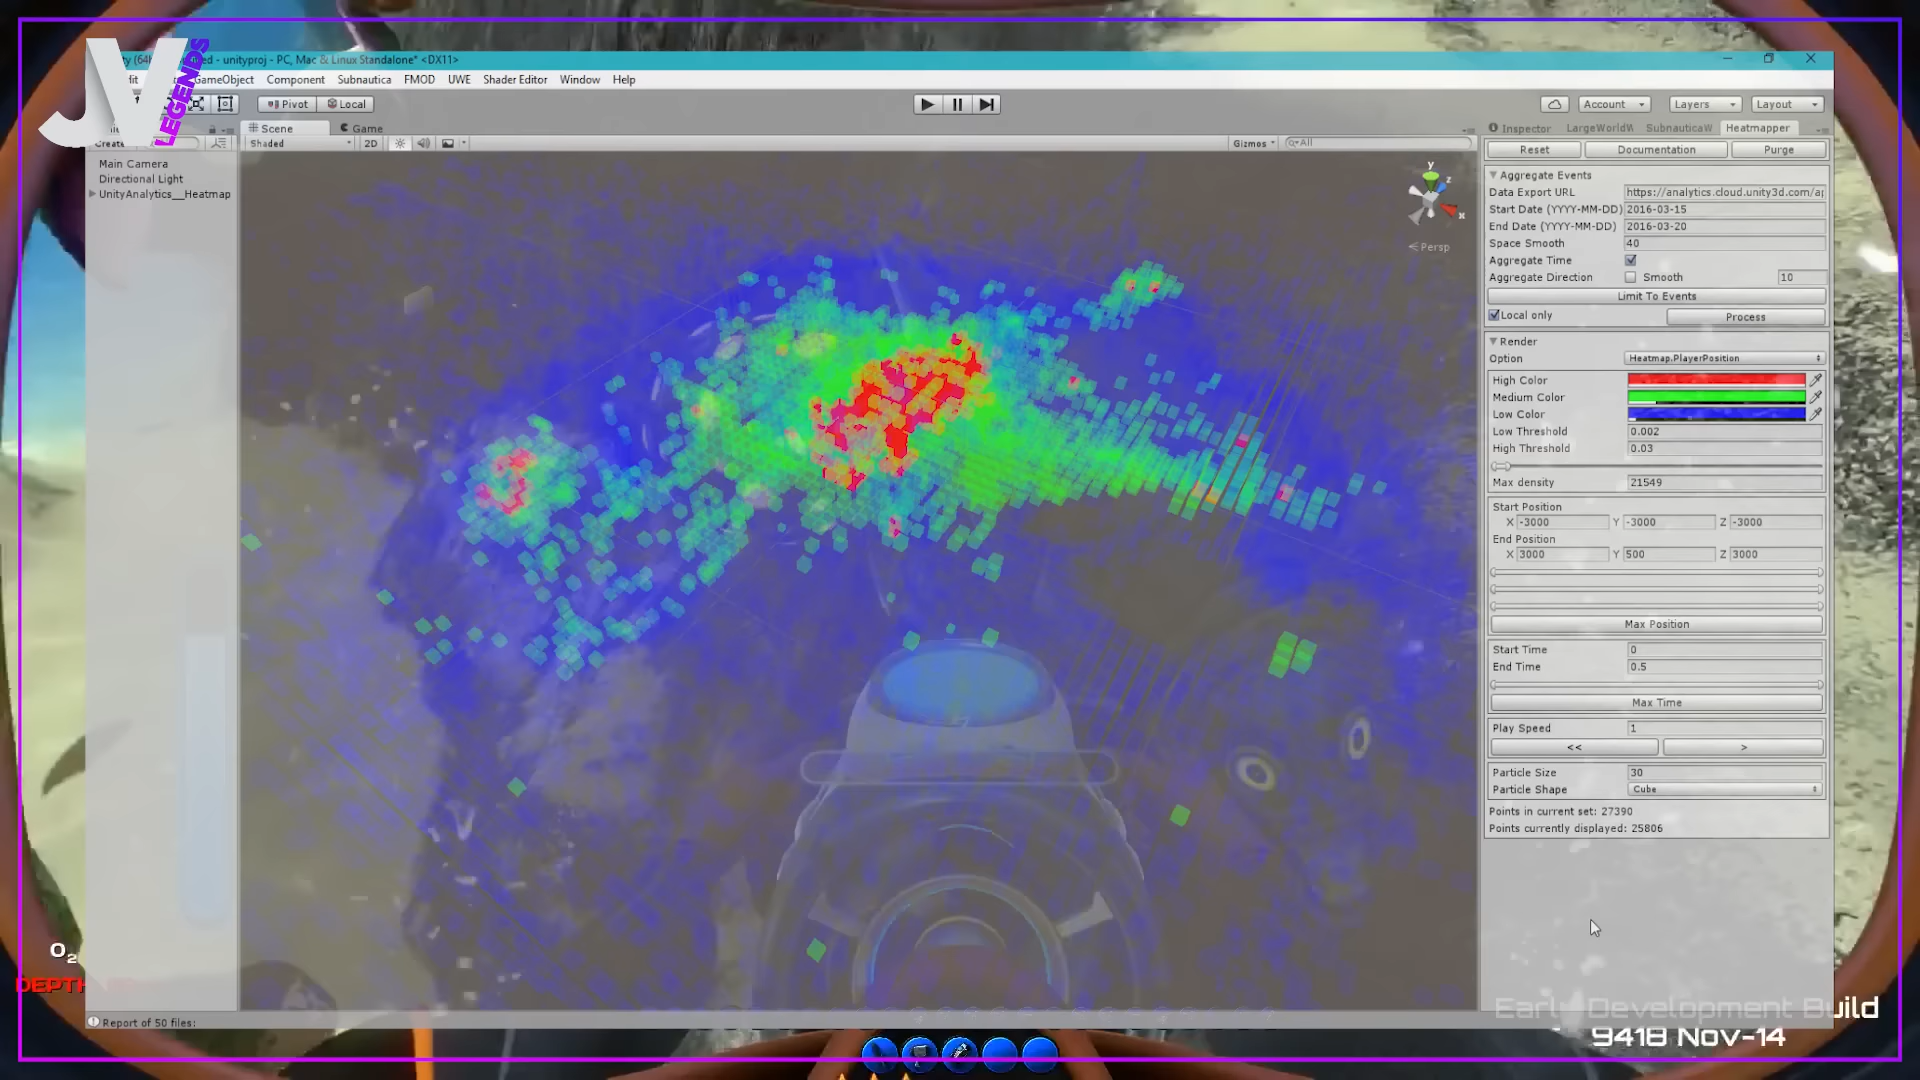 JV
LEGENDS
- unityproj - PC, Mac & Linux Standalone* <DX11>
GameObject Component Subnautica FMOD UWE Shader Editor Window Help
Pivot Local
Account Layers Layout
Scene Game
Inspector LargeWorldW SubnauticaW Heatmapper
Create
Shaded 2D Gizmos All
Main Camera
Directional Light
UnityAnalytics__Heatmap
y
z
x
Persp
Reset Documentation Purge
Aggregate Events
Data Export URL https://analytics.cloud.unity3d.com/ap
Start Date (YYYY-MM-DD) 2016-03-15
End Date (YYYY-MM-DD) 2016-03-20
Space Smooth 40
Aggregate Time
Aggregate Direction Smooth 10
Limit To Events
Local only Process
Render
Option Heatmap.PlayerPosition
High Color
Medium Color
Low Color
Low Threshold 0.002
High Threshold 0.03
Max density 21549
Start Position
X -3000 Y -3000 Z -3000
End Position
X 3000 Y 500 Z 3000
Max Position
Start Time 0
End Time 0.5
Max Time
Play Speed 1
<< >
Particle Size 30
Particle Shape Cube
Points in current set: 27390
Points currently displayed: 25806
O2
DEPTH
Report of 50 files:
Early Development Build
9418 Nov-14